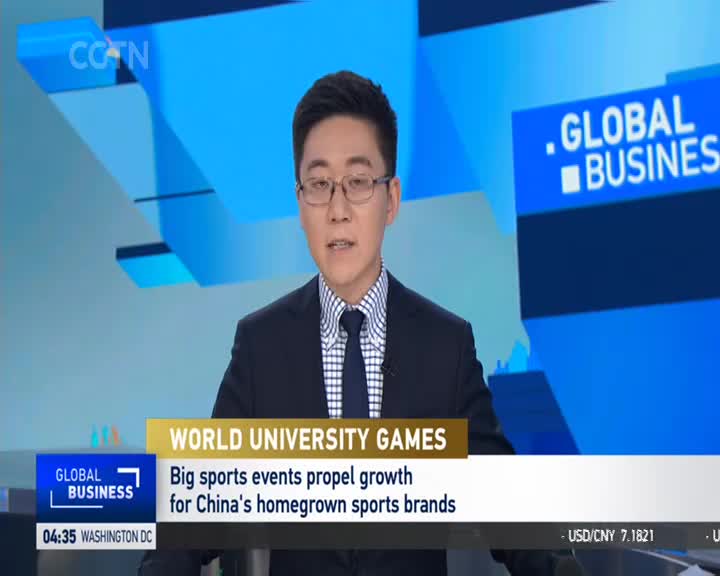 CGTN
GLOBAL
BUSINES
WORLD UNIVERSITY GAMES
GLOBAL
BUSINESS
Big sports events propel growth
for China's homegrown sports brands
04:35 WASHINGTON DC
- USD/CNY 7.1821
- U